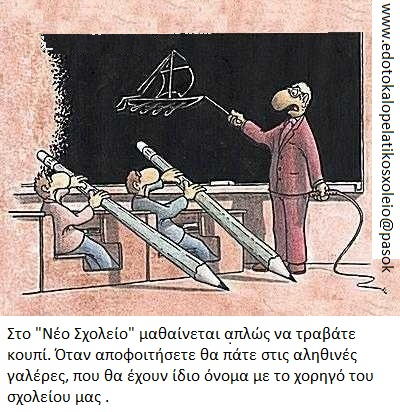 www.edotokalopelatikosxoleio@pasok
Στο "Νέο Σχολείο" μαθαίνεται απλώς να τραβάτε
κουπί. Όταν αποφοιτήσετε θα πάτε στις αληθινές
γαλέρες, που θα έχουν ίδιο όνομα με το χορηγό του
σχολείου μας .